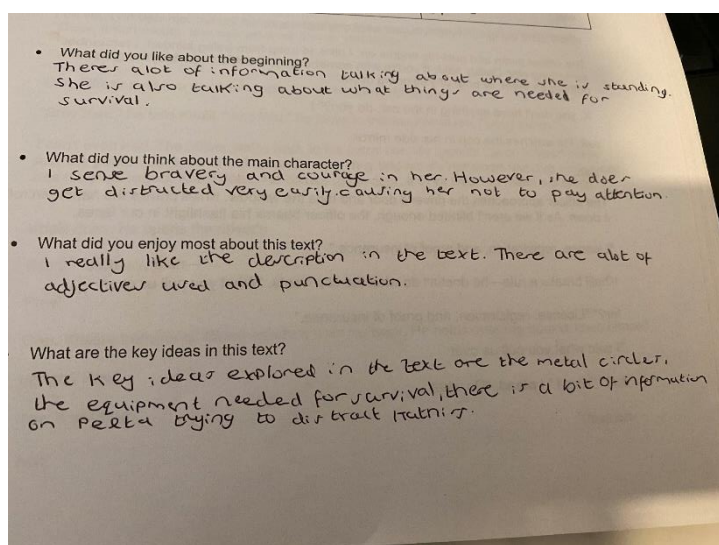 • What did you like about the beginning?
Theres alot of information talking about where she is standing.
She is also talking about what things are needed for
survival.
• What did you think about the main character?
I sense bravery and courage in her. However, she does
get distracted very easily causing her not to pay attention.
• What did you enjoy most about this text?
I really like the description in the text. There are alot of
adjectives used and punctuation.
What are the key ideas in this text?
The key ideas explored in the text are the metal circles,
the equipment needed for survival, there is a bit of information
on Peeta trying to distract Katniss.